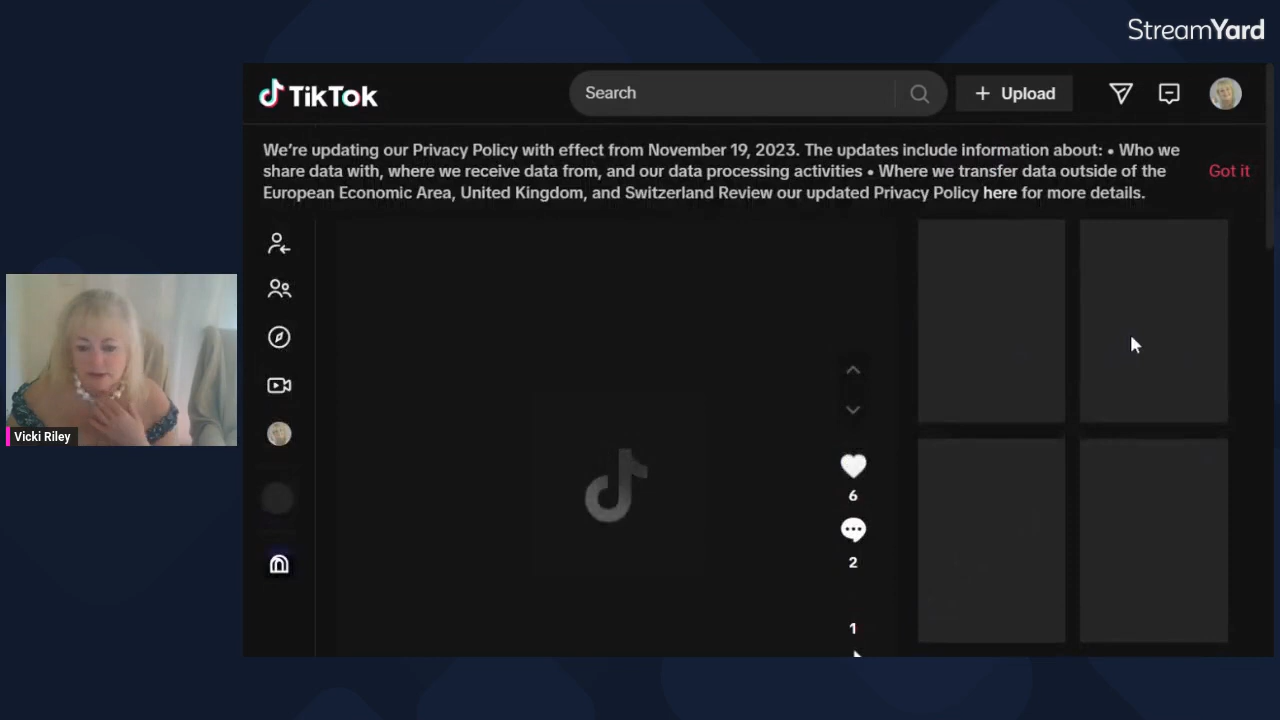 StreamYard
TikTok
Search
+ Upload
We're updating our Privacy Policy with effect from November 19, 2023. The updates include information about: • Who we
share data with, where we receive data from, and our data processing activities • Where we transfer data outside of the
European Economic Area, United Kingdom, and Switzerland Review our updated Privacy Policy here for more details.
Got it
6
2
1
Vicki Riley